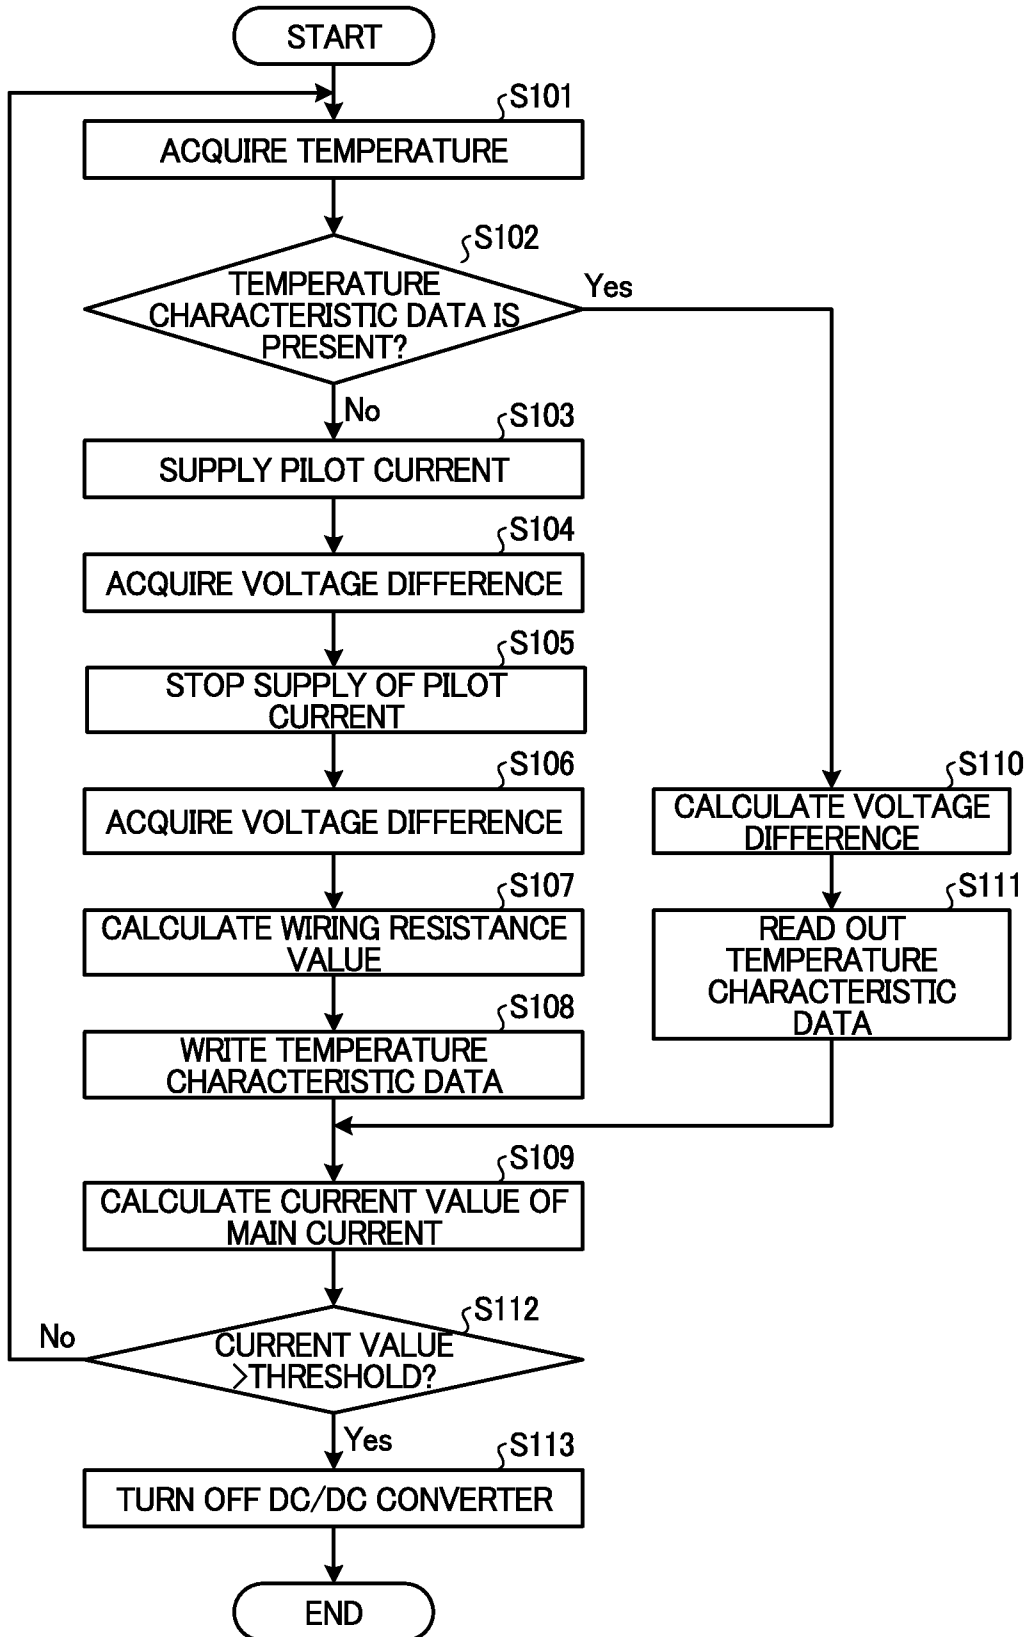 START
S101
ACQUIRE TEMPERATURE
S102
TEMPERATURE
CHARACTERISTIC DATA IS
PRESENT?
Yes
No
S103
SUPPLY PILOT CURRENT
S104
ACQUIRE VOLTAGE DIFFERENCE
S105
STOP SUPPLY OF PILOT
CURRENT
S106
ACQUIRE VOLTAGE DIFFERENCE
S110
CALCULATE VOLTAGE
DIFFERENCE
S107
CALCULATE WIRING RESISTANCE
VALUE
S111
READ OUT
TEMPERATURE
CHARACTERISTIC
DATA
S108
WRITE TEMPERATURE
CHARACTERISTIC DATA
S109
CALCULATE CURRENT VALUE OF
MAIN CURRENT
S112
No
CURRENT VALUE
>THRESHOLD?
Yes
S113
TURN OFF DC/DC CONVERTER
END